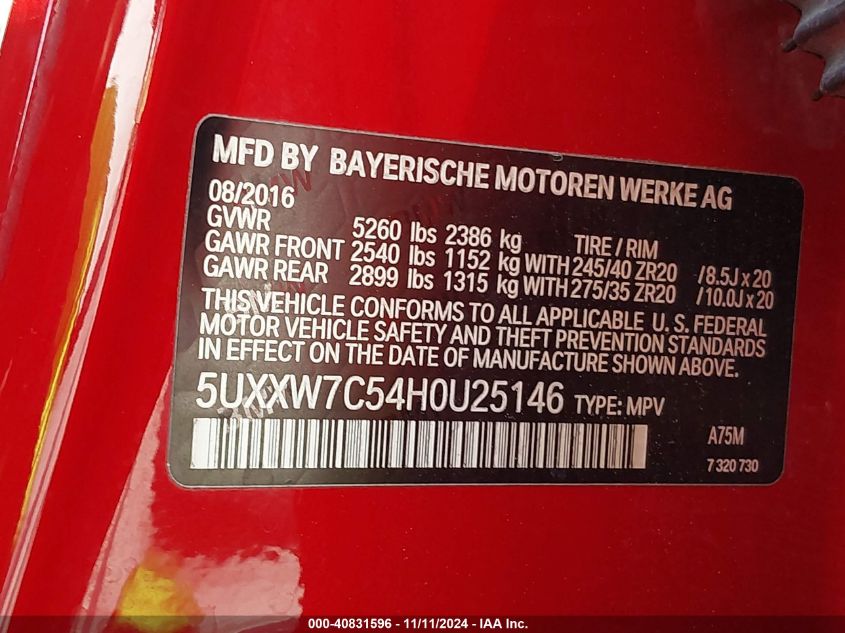 MFD BY BAYERISCHE MOTOREN WERKE AG
08/2016
GVWR 5260 lbs 2386 kg TIRE / RIM
GAWR FRONT 2540 lbs 1152 kg WITH 245/40 ZR20 / 8.5J x 20
GAWR REAR 2899 lbs 1315 kg WITH 275/35 ZR20 / 10.0J x 20
THIS VEHICLE CONFORMS TO ALL APPLICABLE U. S. FEDERAL
MOTOR VEHICLE SAFETY AND THEFT PREVENTION STANDARDS
IN EFFECT ON THE DATE OF MANUFACTURE SHOWN ABOVE.
5UXXW7C54H0U25146 TYPE: MPV
A75M
7 320 730
000-40831596 - 11/11/2024 - IAA Inc.